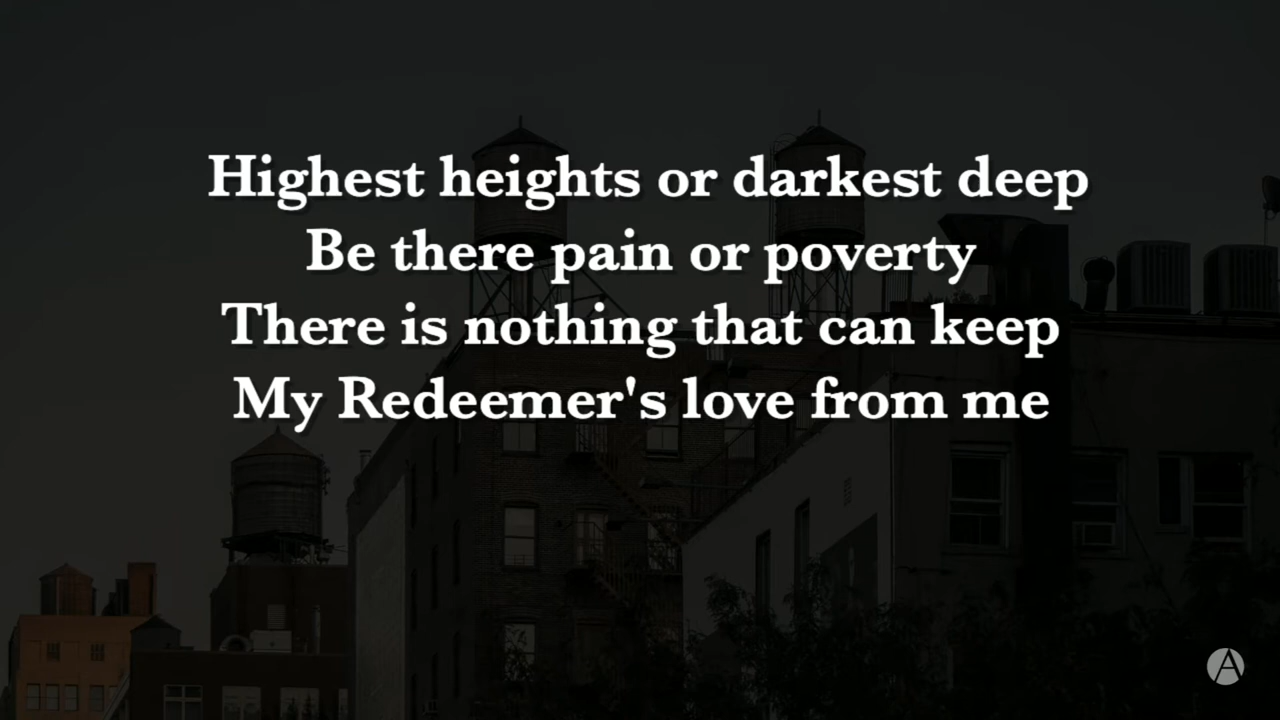 Highest heights or darkest deep
Be there pain or poverty
There is nothing that can keep
My Redeemer's love from me